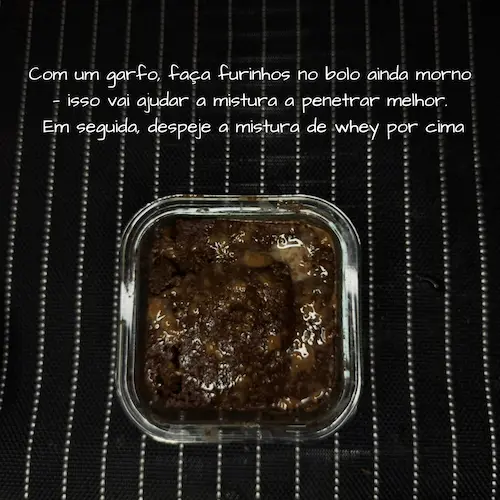 Com um garfo, faça furinhos no bolo ainda morno
- isso vai ajudar a mistura a penetrar melhor.
Em seguida, despeje a mistura de whey por cima